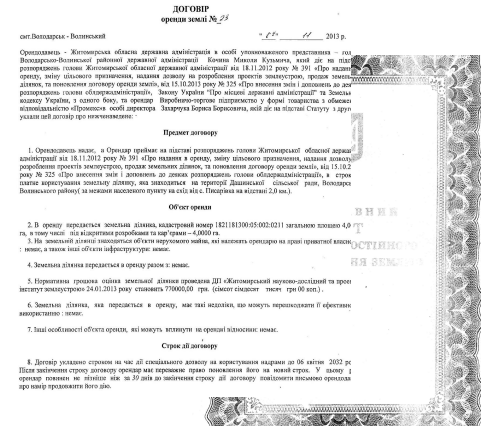 ДОГОВІР
оренди землі № 23
смт.Володарськ - Волинський
11 2013 р.
Орендодавець - Житомирська обласна державна адміністрація в особі уповноваженого представника – гол
Володарсько-Волинської районної державної адміністрації Кочина Миколи Кузьмича, який діє на підс
розпорядження голови Житомирської обласної державної адміністрації від 18.11.2012 року № 391 «Про надан
оренду, зміну цільового призначення, надання дозволу на розроблення проектів землеустрою, продаж земель
ділянок, та поновлення договору оренди землі», від 15.10.2013 року № 325 «Про внесення змін і доповнень до дея
розпоряджень голови облдержадміністрації», Закону України "Про місцеві державні адміністрації" та Земельн
кодексу України, з одного боку, та орендар Виробничо-торгове підприємство у формі товариства з обмежен
відповідальністю «Промекс» в особі директора Захарчука Бориса Борисовича, якій діє на підставі Статуту з друг
уклали цей договір про нижченаведене:
Предмет договору
1. Орендодавець надає, а Орендар приймає на підставі розпоряджень голови Житомирської обласної держа
адміністрації від 18.11.2012 року № 391 «Про надання в оренду, зміну цільового призначення, надання дозволу
розроблення проектів землеустрою, продаж земельних ділянок, та поновлення договору оренди землі», від 15.10.2
року № 325 «Про внесення змін і доповнень до деяких розпоряджень голови облдержадміністрації», в строк
платне користування земельну ділянку, яка знаходиться на території Дашинської сільської ради, Володарсь
Волинського району( за межами населеного пункту на схід від с. Писарівка на відстані 2,0 км.).
Об'єкт оренди
2. В оренду передається земельна ділянка, кадастровий номер 1821181300:05:002:0211 загальною площею 4,0
га, в тому числі під відкритими розробками та кар'єрами – 4,0000 га.
3. На земельній ділянці знаходяться об'єкти нерухомого майна, які належать орендарю на праві приватної власно
: немає, а також інші об'єкти інфраструктури: немає.
4. Земельна ділянка передається в оренду разом з: немає.
5. Нормативна грошова оцінка земельної ділянки проведена ДП «Житомирський науково-дослідний та проен
інститут землеустрою» 24.01.2013 року становить 770000,00 грн. (сімсот сімдесят тисяч грн 00 коп.) .
6. Земельна ділянка, яка передається в оренду, має такі недоліки, що можуть перешкоджати її ефективн
використанню : немає.
7. Інші особливості об'єкта оренди, які можуть вплинути на орендні відносини: немає.
Строк дії договору
8. Договір укладено строком на час дії спеціального дозволу на користування надрами до 06 квітня 2032 ро
Після закінчення строку договору орендар має переважне право поновлення його на новий строк. У цьому р
орендар повинен не пізніше ніж за 30 днів до закінчення строку дії договору повідомити письмово орендода
про намір продовжити його дію.